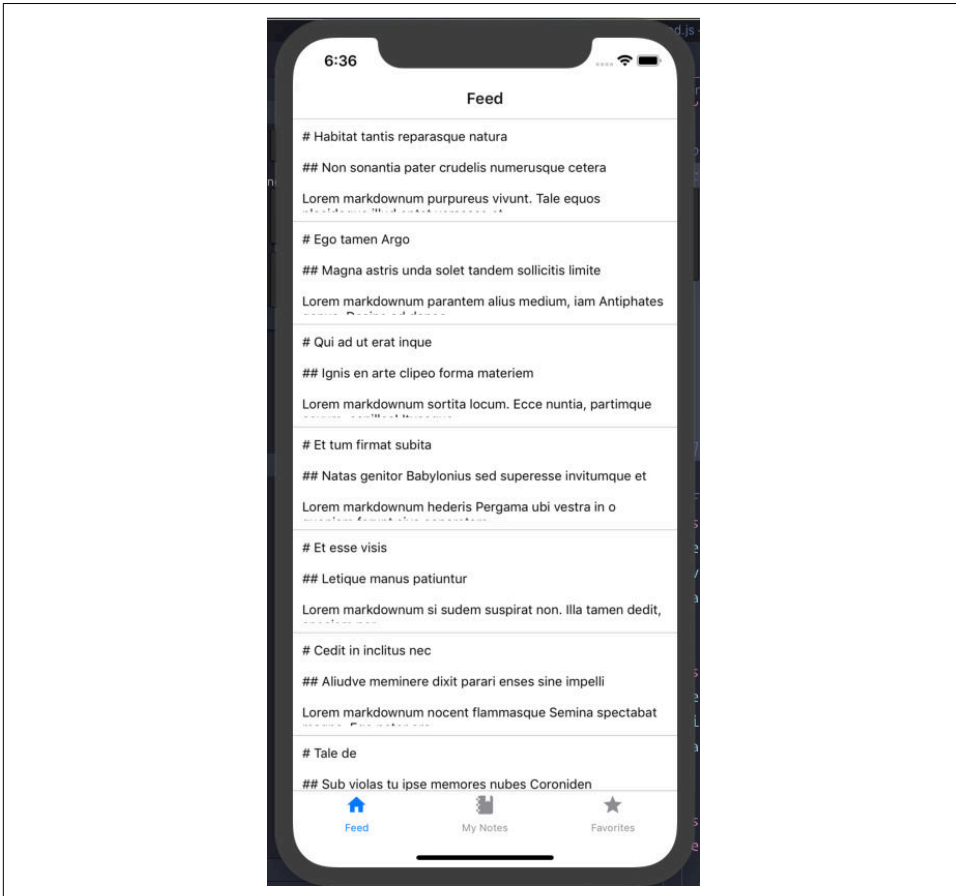 6:36
Feed
# Habitat tantis reparasque natura
## Non sonantia pater crudelis numerusque cetera
Lorem markdownum purpureus vivunt. Tale equos
# Ego tamen Argo
## Magna astris unda solet tandem sollicitis limite
Lorem markdownum parantem alius medium, iam Antiphates
# Qui ad ut erat inque
## Ignis en arte clipeo forma materiem
Lorem markdownum sortita locum. Ecce nuntia, partimque
# Et tum firmat subita
## Natas genitor Babylonius sed superesse invitumque et
Lorem markdownum hederis Pergama ubi vestra in o
# Et esse visis
## Letique manus patiuntur
Lorem markdownum si sudem suspirat non. Illa tamen dedit,
# Cedit in inclitus nec
## Aliudve meminere dixit parari enses sine impelli
Lorem markdownum nocent flammasque Semina spectabat
# Tale de
## Sub violas tu ipse memores nubes Coroniden
Feed
My Notes
Favorites